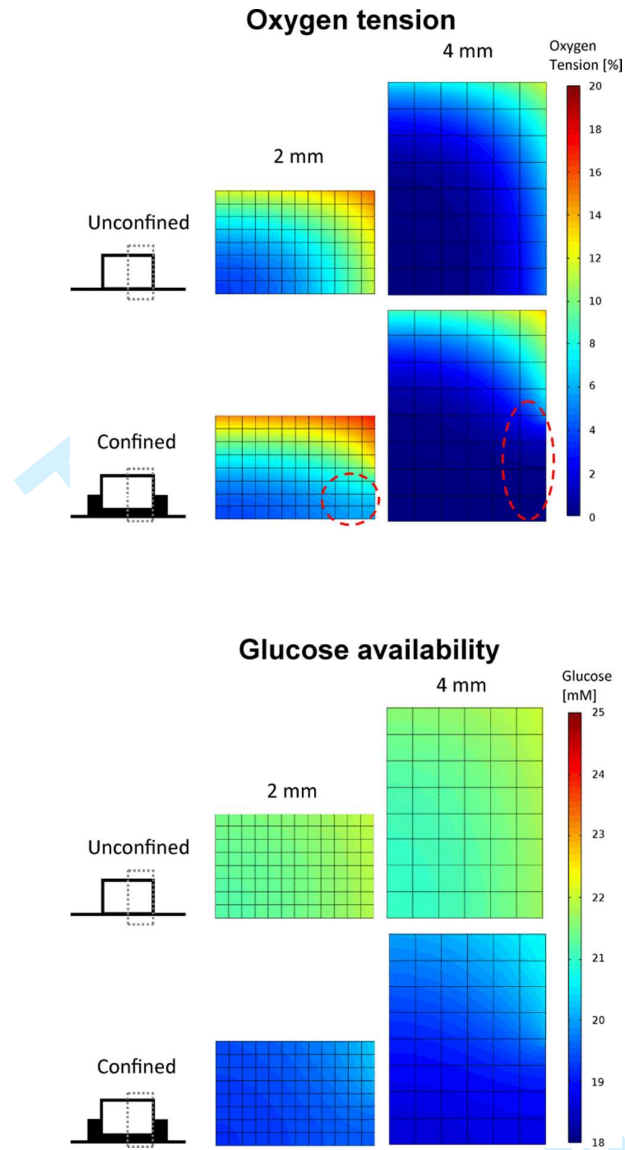 Oxygen tension
4 mm
Oxygen
Tension [%]
2 mm
Unconfined
Confined
20
18
16
14
12
10
8
6
4
2
0
Glucose availability
4 mm
Glucose
[mM]
2 mm
Unconfined
Confined
25
24
23
22
21
20
19
18